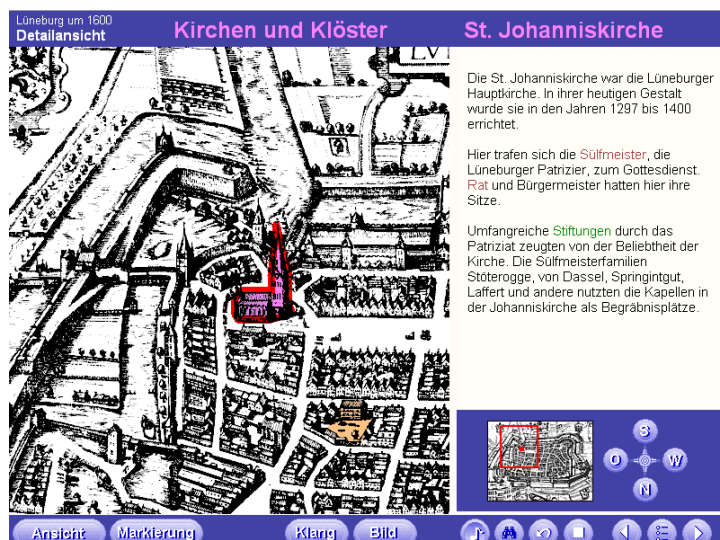 Lüneburg um 1600
Detailansicht
Kirchen und Klöster
St. Johanniskirche
LVI
Die St. Johanniskirche war die Lüneburger
Hauptkirche. In ihrer heutigen Gestalt
wurde sie in den Jahren 1297 bis 1400
errichtet.
Hier trafen sich die Sülfmeister, die
Lüneburger Patrizier, zum Gottesdienst.
Rat und Bürgermeister hatten hier ihre
Sitze.
Umfangreiche Stiftungen durch das
Patriziat zeugten von der Beliebtheit der
Kirche. Die Sülfmeisterfamilien
Stöterogge, von Dassel, Springintgut,
Laffert und andere nutzten die Kapellen in
der Johanniskirche als Begräbnisplätze.
S
O W
N
Ansicht Markierung Klang Bild